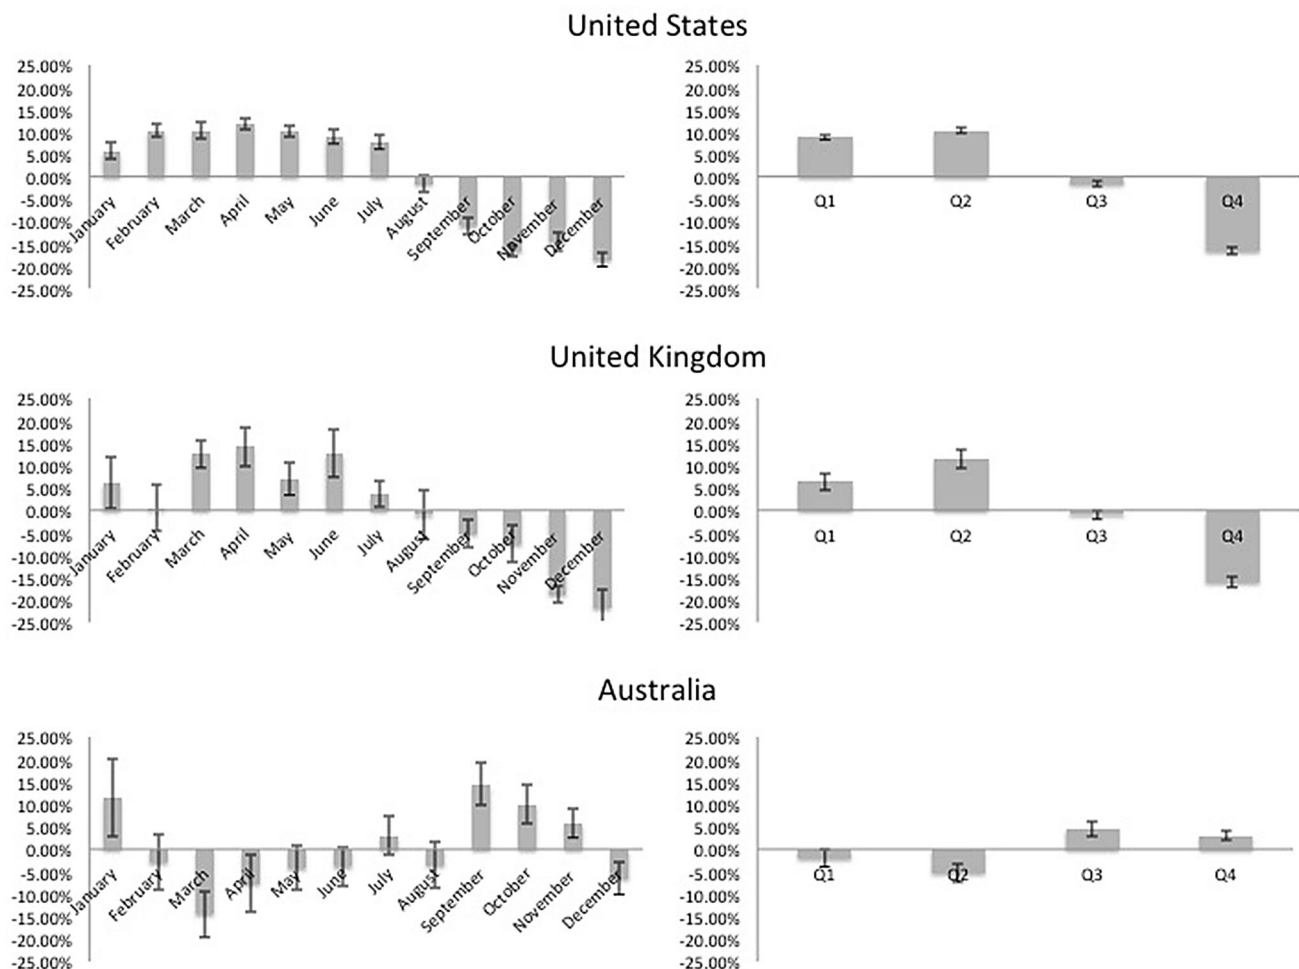 United States
25.00%
20.00%
15.00%
10.00%
5.00%
0.00%
-5.00%
-10.00%
-15.00%
-20.00%
-25.00%
January
February
March
April
May
June
July
August
September
October
November
December
25.00%
20.00%
15.00%
10.00%
5.00%
0.00%
-5.00%
-10.00%
-15.00%
-20.00%
-25.00%
Q1
Q2
Q3
Q4
United Kingdom
25.00%
20.00%
15.00%
10.00%
5.00%
0.00%
-5.00%
-10.00%
-15.00%
-20.00%
-25.00%
January
February
March
April
May
June
July
August
September
October
November
December
25.00%
20.00%
15.00%
10.00%
5.00%
0.00%
-5.00%
-10.00%
-15.00%
-20.00%
-25.00%
Q1
Q2
Q3
Q4
Australia
25.00%
20.00%
15.00%
10.00%
5.00%
0.00%
-5.00%
-10.00%
-15.00%
-20.00%
-25.00%
January
February
March
April
May
June
July
August
September
October
November
December
25.00%
20.00%
15.00%
10.00%
5.00%
0.00%
-5.00%
-10.00%
-15.00%
-20.00%
-25.00%
Q1
Q2
Q3
Q4